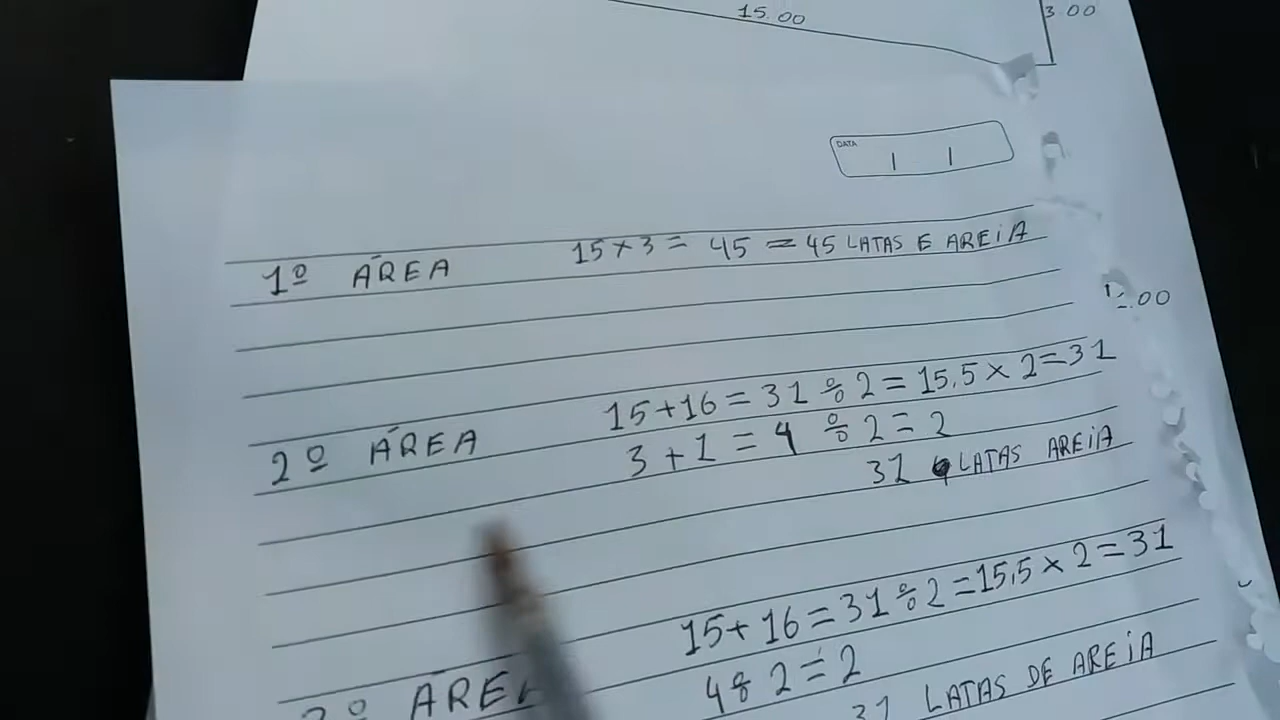 15.00
3.00
DATA
1º ÁREA 15 × 3 = 45 = 45 LATAS E AREIA
.00
15 + 16 = 31 ÷ 2 = 15,5 × 2 = 31
2º ÁREA 3 + 1 = 4 ÷ 2 = 2
31 LATAS AREIA
15 + 16 = 31 ÷ 2 = 15,5 × 2 = 31
ÁREA 4 ÷ 2 = 2
31 LATAS DE AREIA